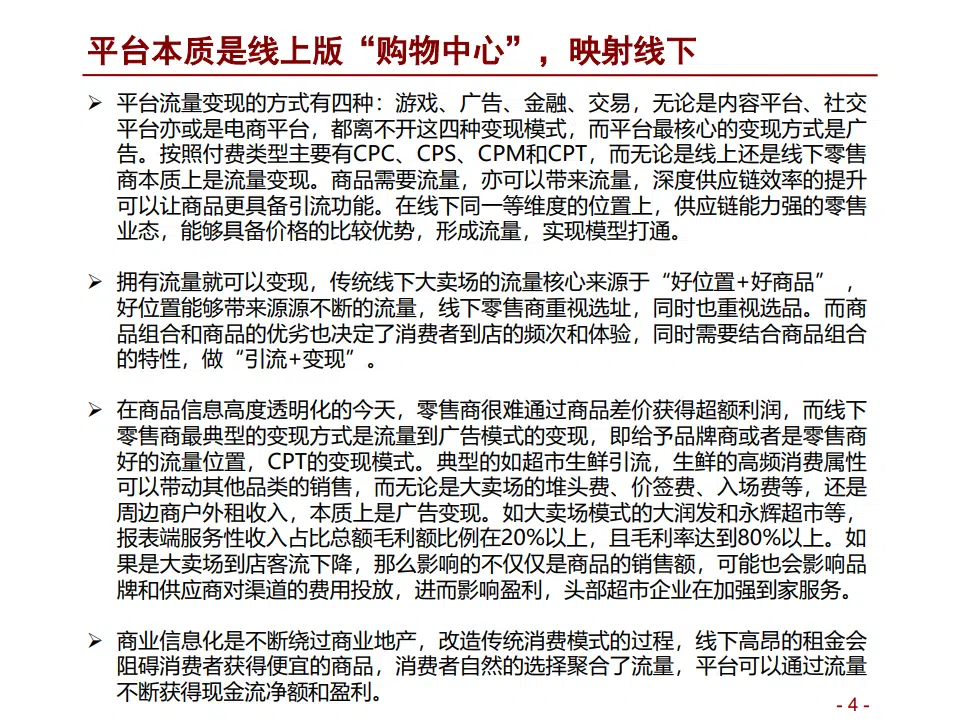 平台本质是线上版“购物中心”，映射线下
➢ 平台流量变现的方式有四种：游戏、广告、金融、交易，无论是内容平台、社交
平台亦或是电商平台，都离不开这四种变现模式，而平台最核心的变现方式是广
告。按照付费类型主要有CPC、CPS、CPM和CPT，而无论是线上还是线下零售
商本质上是流量变现。商品需要流量，亦可以带来流量，深度供应链效率的提升
可以让商品更具备引流功能。在线下同一等维度的位置上，供应链能力强的零售
业态，能够具备价格的比较优势，形成流量，实现模型打通。
➢ 拥有流量就可以变现，传统线下大卖场的流量核心来源于“好位置+好商品”，
好位置能够带来源源不断的流量，线下零售商重视选址，同时也重视选品。而商
品组合和商品的优劣也决定了消费者到店的频次和体验，同时需要结合商品组合
的特性，做“引流+变现”。
➢ 在商品信息高度透明化的今天，零售商很难通过商品差价获得超额利润，而线下
零售商最典型的变现方式是流量到广告模式的变现，即给予品牌商或者是零售商
好的流量位置，CPT的变现模式。典型的如超市生鲜引流，生鲜的高频消费属性
可以带动其他品类的销售，而无论是大卖场的堆头费、价签费、入场费等，还是
周边商户外租收入，本质上是广告变现。如大卖场模式的大润发和永辉超市等，
报表端服务性收入占比总额毛利额比例在20%以上，且毛利率达到80%以上。如
果是大卖场到店客流下降，那么影响的不仅仅是商品的销售额，可能也会影响品
牌和供应商对渠道的费用投放，进而影响盈利，头部超市企业在加强到家服务。
➢ 商业信息化是不断绕过商业地产，改造传统消费模式的过程，线下高昂的租金会
阻碍消费者获得便宜的商品，消费者自然的选择聚合了流量，平台可以通过流量
不断获得现金流净额和盈利。
- 4 -